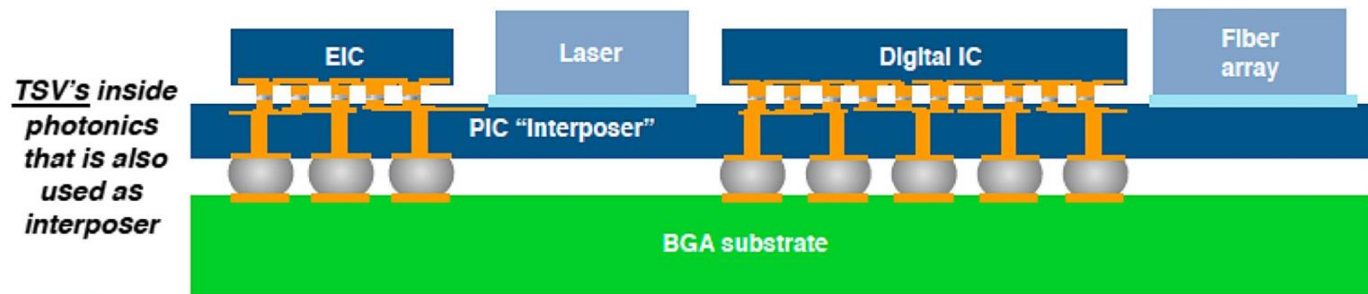 TSV's inside
photonics
that is also
used as
interposer
EIC
Laser
Digital IC
Fiber
array
PIC “Interposer”
BGA substrate